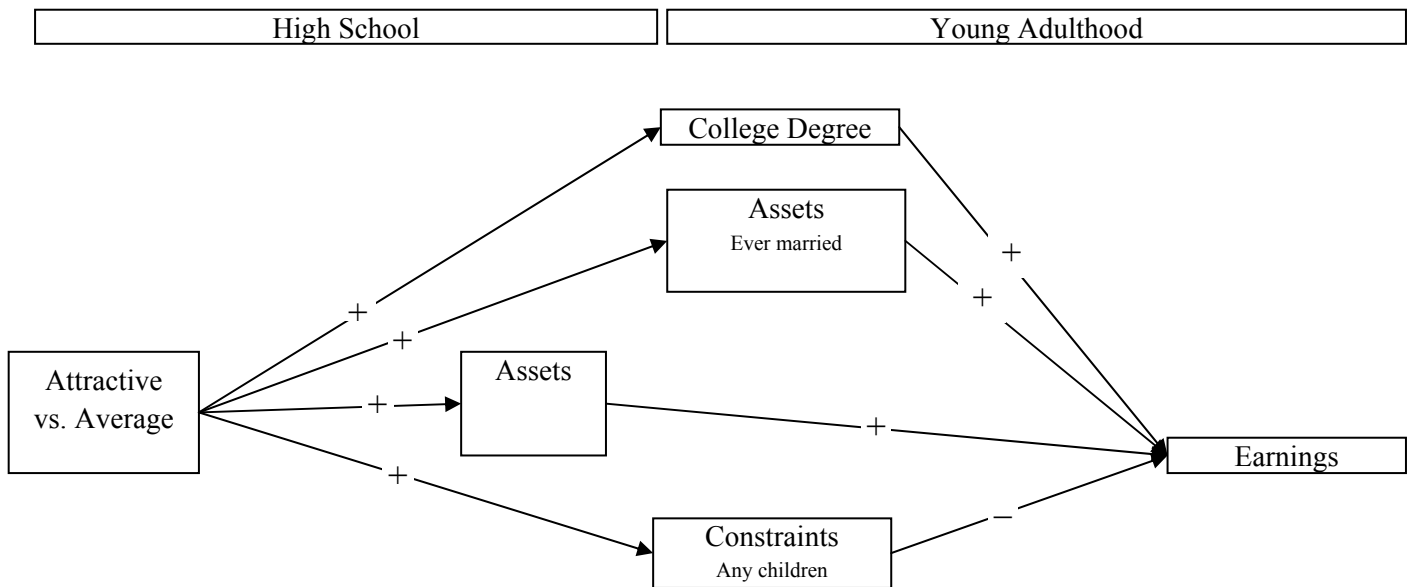 High School
Young Adulthood
College Degree
Assets
Ever married
+
+
+
+
Attractive
vs. Average
Assets
+
+
+
Earnings
+
–
Constraints
Any children